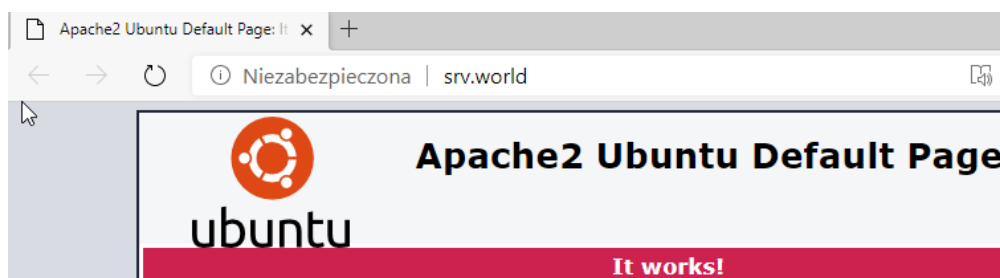 Apache2 Ubuntu Default Page: It
Niezabezpieczona | srv.world
Apache2 Ubuntu Default Page
ubuntu
It works!